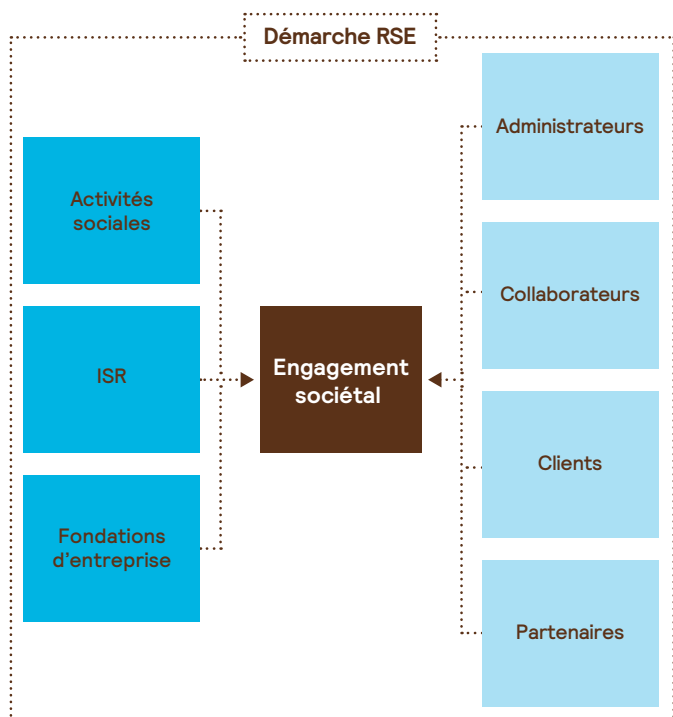 Démarche RSE
Activités
sociales
ISR
Fondations
d’entreprise
Engagement
sociétal
Administrateurs
Collaborateurs
Clients
Partenaires